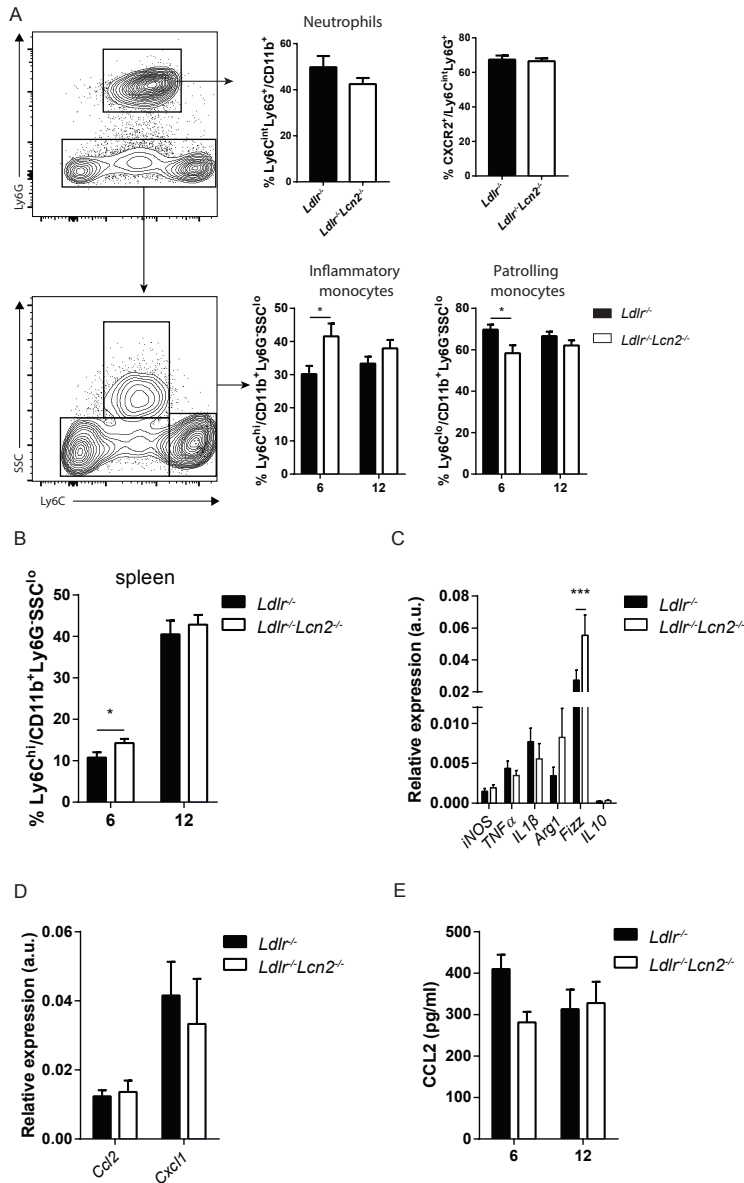 A
Neutrophils
Ly6G
% Ly6C^int Ly6G⁺/CD11b⁺
60
40
20
0
Ldlr⁻/⁻
Ldlr⁻/⁻Lcn2⁻/⁻
% CXCR2⁺/Ly6C^int Ly6G⁺
80
60
40
20
0
Ldlr⁻/⁻
Ldlr⁻/⁻Lcn2⁻/⁻
SSC
Ly6C
Inflammatory
monocytes
% Ly6C^hi/CD11b⁺Ly6G⁻SSC^lo
50
40
30
20
10
0
*
6 12
Patrolling
monocytes
% Ly6C^lo/CD11b⁺Ly6G⁻SSC^lo
80
60
40
20
0
*
6 12
Ldlr⁻/⁻
Ldlr⁻/⁻Lcn2⁻/⁻
B
spleen
% Ly6C^hi/CD11b⁺Ly6G⁻SSC^lo
50
40
30
20
10
0
*
6 12
Ldlr⁻/⁻
Ldlr⁻/⁻Lcn2⁻/⁻
C
Relative expression (a.u.)
0.08
0.06
0.04
0.02
0.010
0.005
0.000
***
iNOS TNFα IL1β Arg1 Fizz IL10
Ldlr⁻/⁻
Ldlr⁻/⁻Lcn2⁻/⁻
D
Relative expression (a.u.)
0.06
0.04
0.02
0.00
Ccl2 Cxcl1
Ldlr⁻/⁻
Ldlr⁻/⁻Lcn2⁻/⁻
E
CCL2 (pg/ml)
500
400
300
200
100
0
6 12
Ldlr⁻/⁻
Ldlr⁻/⁻Lcn2⁻/⁻